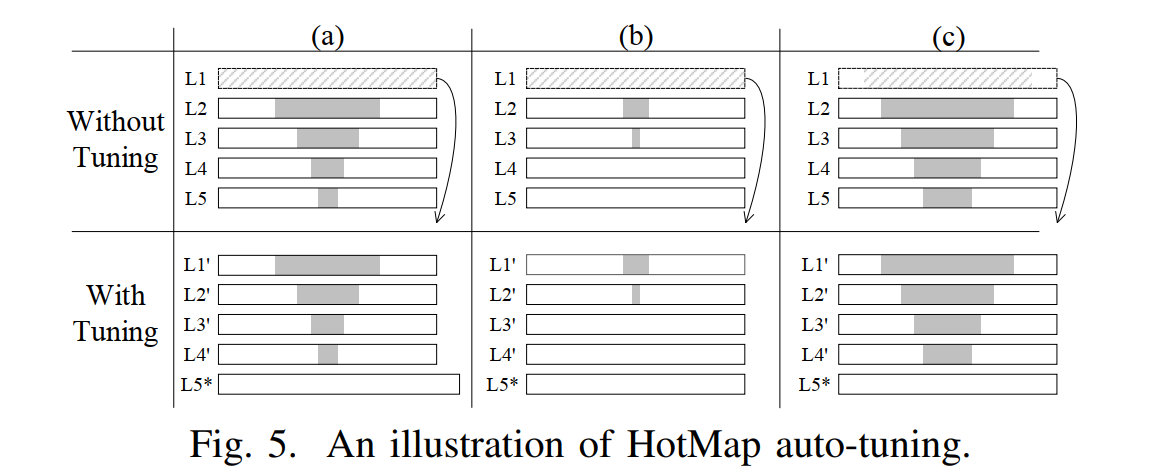 (a) (b) (c)
Without
Tuning
L1
L2
L3
L4
L5
L1
L2
L3
L4
L5
L1
L2
L3
L4
L5
With
Tuning
L1'
L2'
L3'
L4'
L5*
L1'
L2'
L3'
L4'
L5*
L1'
L2'
L3'
L4'
L5*
Fig. 5. An illustration of HotMap auto-tuning.